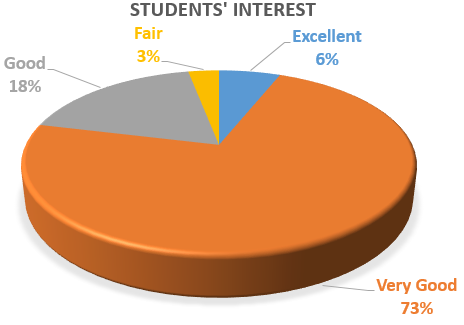 STUDENTS' INTEREST
Fair
3%
Excellent
6%
Good
18%
Very Good
73%